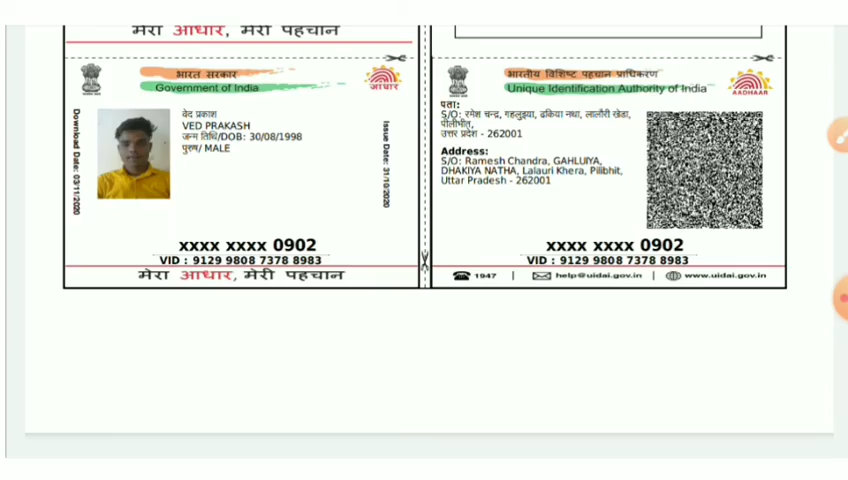 मेरा आधार, मेरी पहचान
भारत सरकार
Government of India
आधार
Download Date: 03/11/2020
वेद प्रकाश
VED PRAKASH
जन्म तिथि/DOB: 30/08/1998
पुरुष/ MALE
Issue Date: 31/10/2020
xxxx xxxx 0902
VID : 9129 9808 7378 8983
मेरा आधार, मेरी पहचान
भारतीय विशिष्ट पहचान प्राधिकरण
Unique Identification Authority of India
AADHAAR
पता:
S/O: रमेश चन्द्र, गहलुइया, ढकिया नथा, लालौरी खेडा,
पीलीभीत,
उत्तर प्रदेश - 262001
Address:
S/O: Ramesh Chandra, GAHLUIYA,
DHAKIYA NATHA, Lalauri Khera, Pilibhit,
Uttar Pradesh - 262001
xxxx xxxx 0902
VID : 9129 9808 7378 8983
1947 | help@uidai.gov.in | www.uidai.gov.in